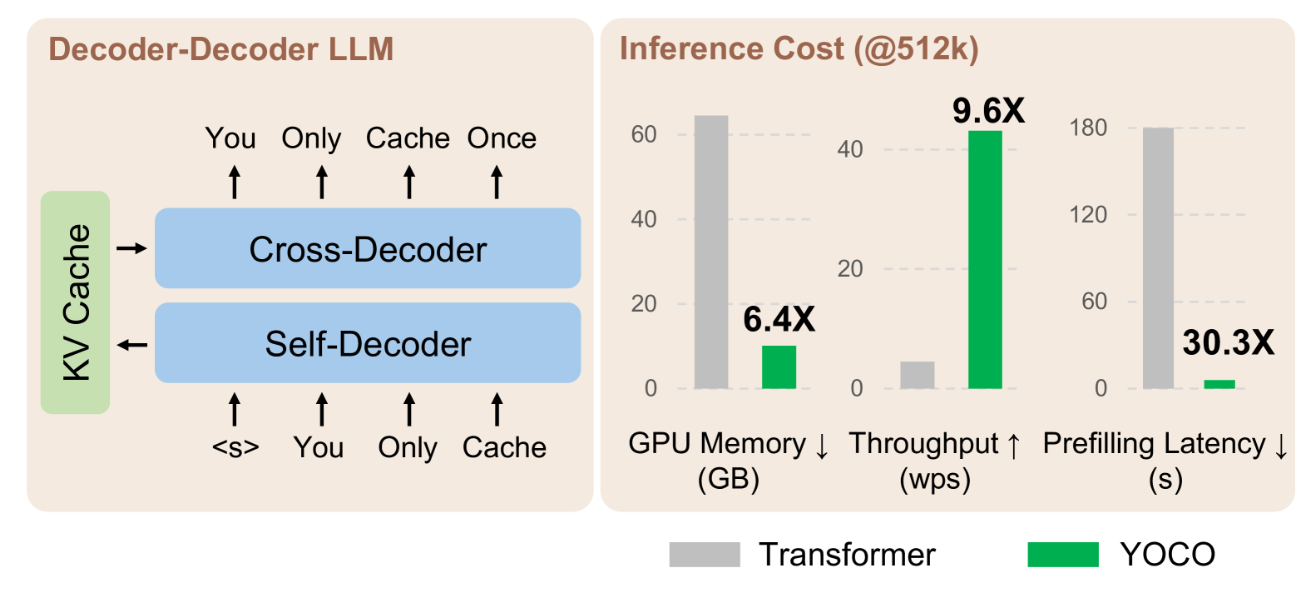 Decoder-Decoder LLM
You Only Cache Once
KV Cache
Cross-Decoder
Self-Decoder
<s> You Only Cache
Inference Cost (@512k)
60
40
20
0
6.4X
GPU Memory ↓
(GB)
40
20
0
9.6X
Throughput ↑
(wps)
180
120
60
0
30.3X
Prefilling Latency ↓
(s)
Transformer
YOCO